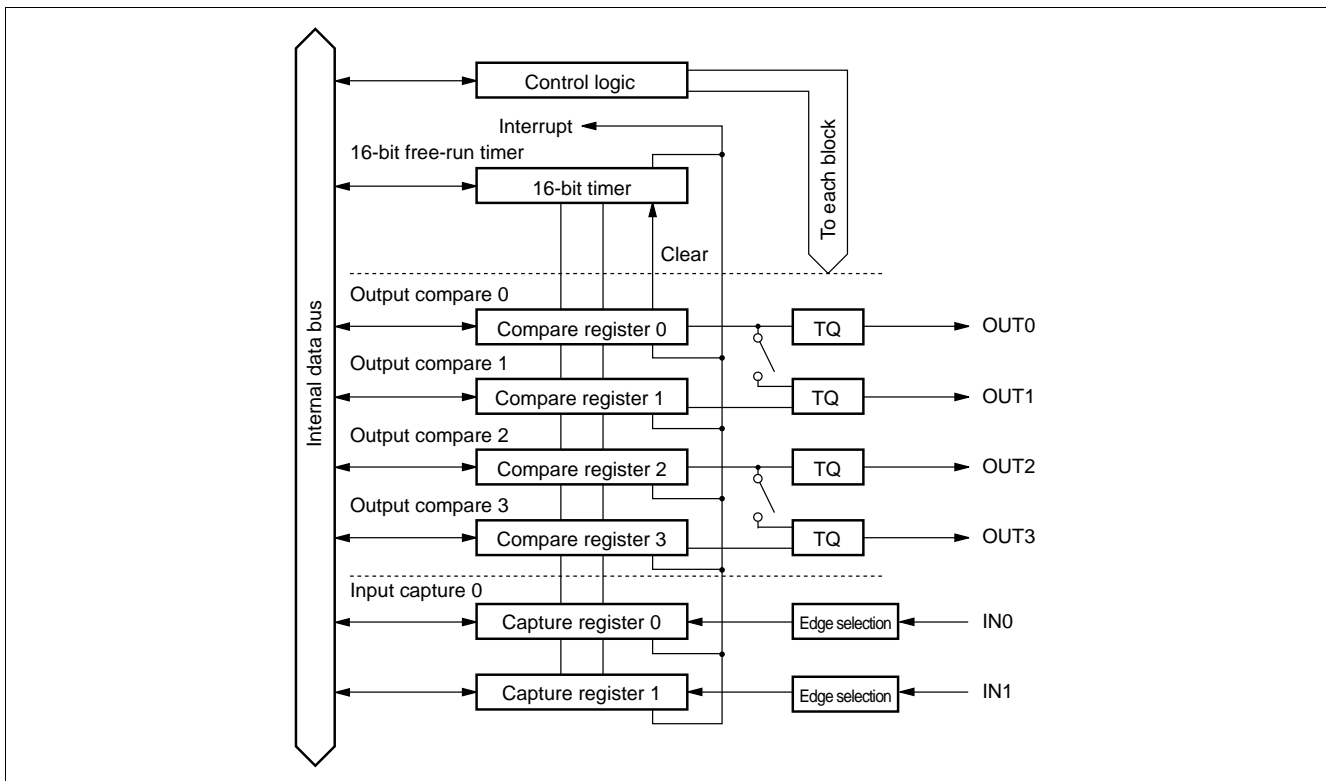 Control logic
Interrupt
16-bit free-run timer
16-bit timer
To each block
Clear
Internal data bus
Output compare 0
Compare register 0
TQ
OUT0
Output compare 1
Compare register 1
TQ
OUT1
Output compare 2
Compare register 2
TQ
OUT2
Output compare 3
Compare register 3
TQ
OUT3
Input capture 0
Capture register 0
Edge selection
IN0
Capture register 1
Edge selection
IN1